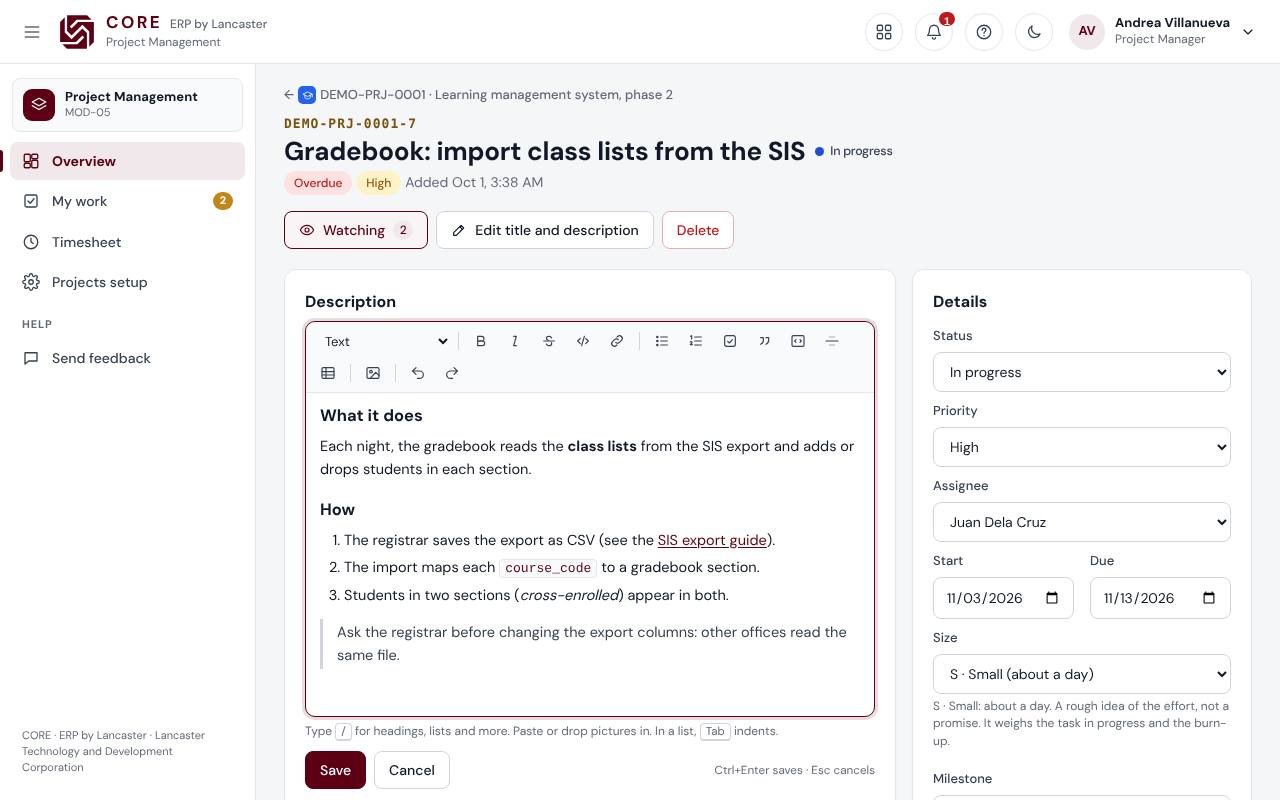 CORE ERP by Lancaster
Project Management
1
AV
Andrea Villanueva
Project Manager
Project Management
MOD-05
Overview
My work 2
Timesheet
Projects setup
HELP
Send feedback
CORE · ERP by Lancaster · Lancaster
Technology and Development
Corporation
← DEMO-PRJ-0001 · Learning management system, phase 2
DEMO-PRJ-0001-7
Gradebook: import class lists from the SIS In progress
Overdue High Added Oct 1, 3:38 AM
Watching 2 Edit title and description Delete
Description
Text
What it does
Each night, the gradebook reads the class lists from the SIS export and adds or
drops students in each section.
How
1. The registrar saves the export as CSV (see the SIS export guide).
2. The import maps each course_code to a gradebook section.
3. Students in two sections (cross-enrolled) appear in both.
Ask the registrar before changing the export columns: other offices read the
same file.
Type / for headings, lists and more. Paste or drop pictures in. In a list, Tab indents.
Save Cancel Ctrl+Enter saves · Esc cancels
Details
Status
In progress
Priority
High
Assignee
Juan Dela Cruz
Start Due
11/03/2026 11/13/2026
Size
S · Small (about a day)
S · Small: about a day. A rough idea of the effort, not a
promise. It weighs the task in progress and the burn-
up.
Milestone